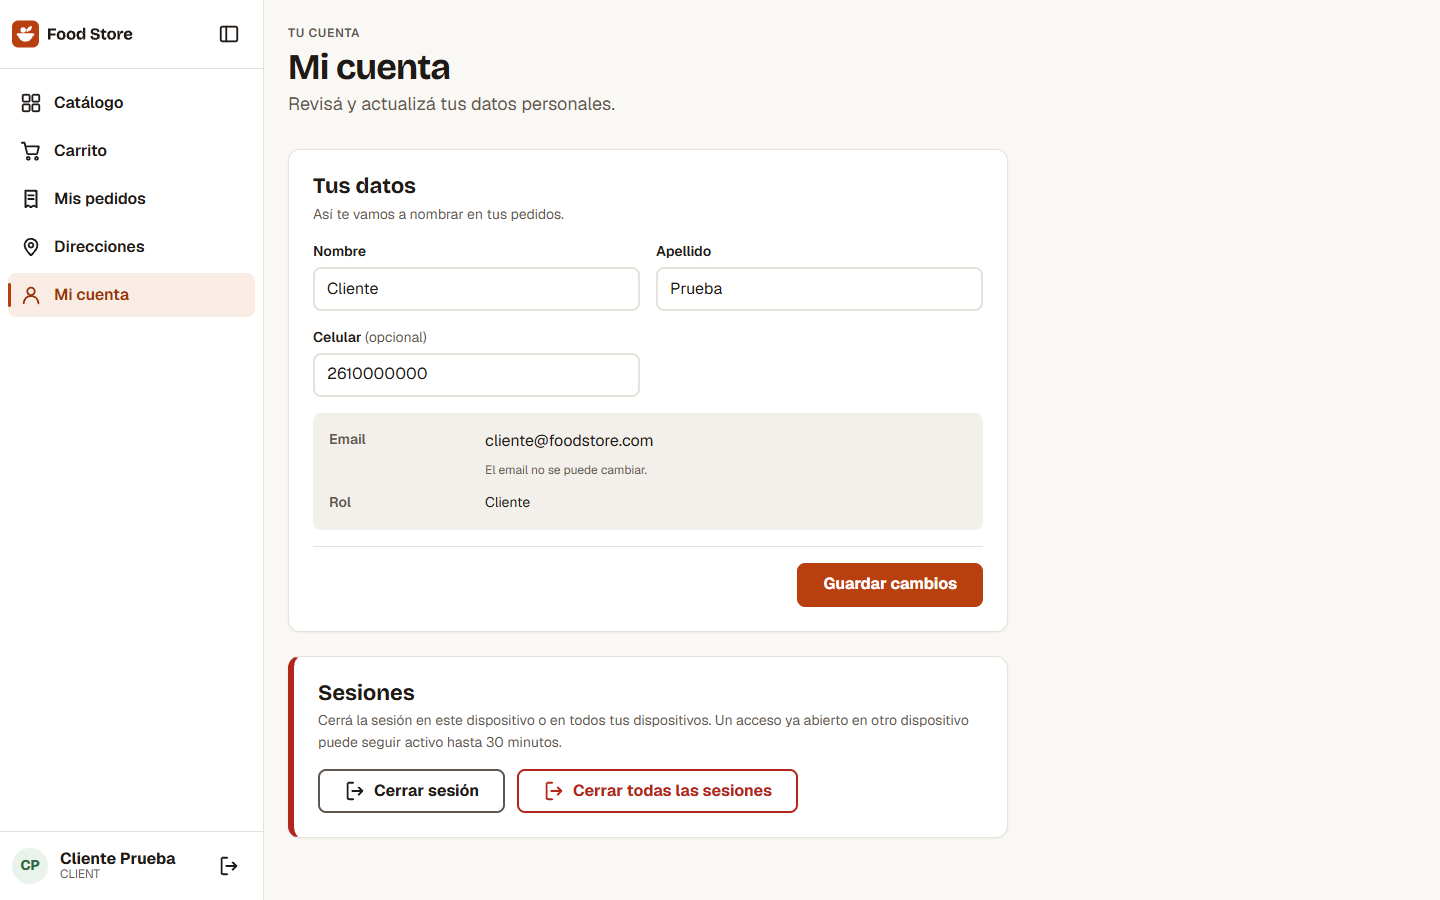 Food Store
Catálogo
Carrito
Mis pedidos
Direcciones
Mi cuenta
CP
Cliente Prueba
CLIENT
TU CUENTA
Mi cuenta
Revisá y actualizá tus datos personales.
Tus datos
Así te vamos a nombrar en tus pedidos.
Nombre
Apellido
Cliente
Prueba
Celular (opcional)
2610000000
Email
cliente@foodstore.com
El email no se puede cambiar.
Rol
Cliente
Guardar cambios
Sesiones
Cerrá la sesión en este dispositivo o en todos tus dispositivos. Un acceso ya abierto en otro dispositivo
puede seguir activo hasta 30 minutos.
Cerrar sesión
Cerrar todas las sesiones